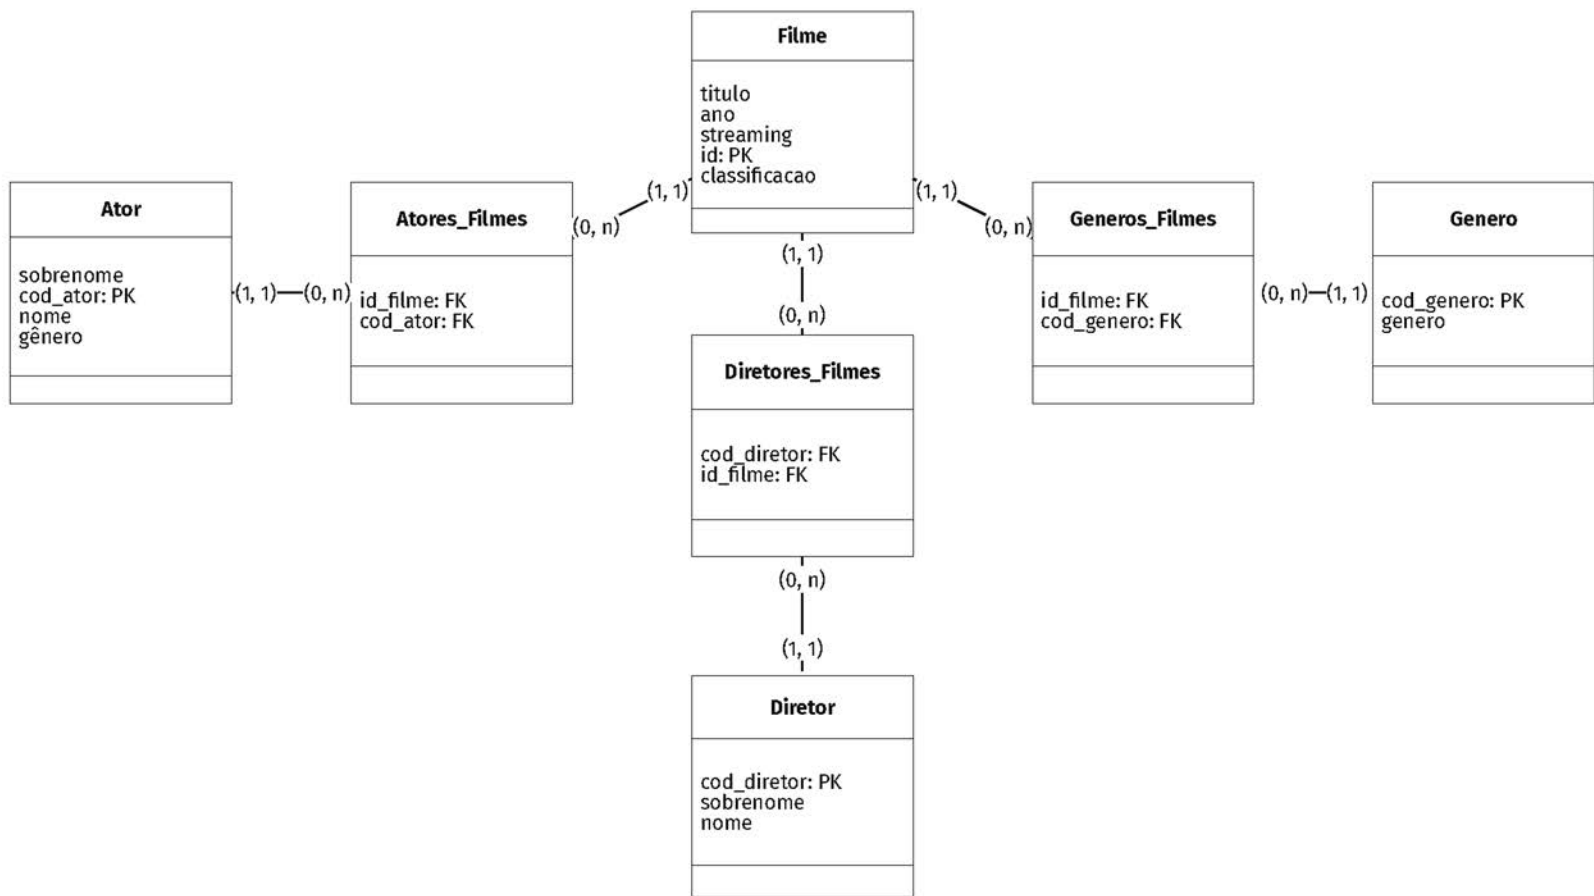 Filme
titulo
ano
streaming
id: PK
classificacao
Ator
sobrenome
cod_ator: PK
nome
gênero
(1, 1)
(0, n)
Atores_Filmes
id_filme: FK
cod_ator: FK
(0, n)
(1, 1)
(1, 1)
(0, n)
Generos_Filmes
id_filme: FK
cod_genero: FK
(0, n)
(1, 1)
Genero
cod_genero: PK
genero
(1, 1)
(0, n)
Diretores_Filmes
cod_diretor: FK
id_filme: FK
(0, n)
(1, 1)
Diretor
cod_diretor: PK
sobrenome
nome